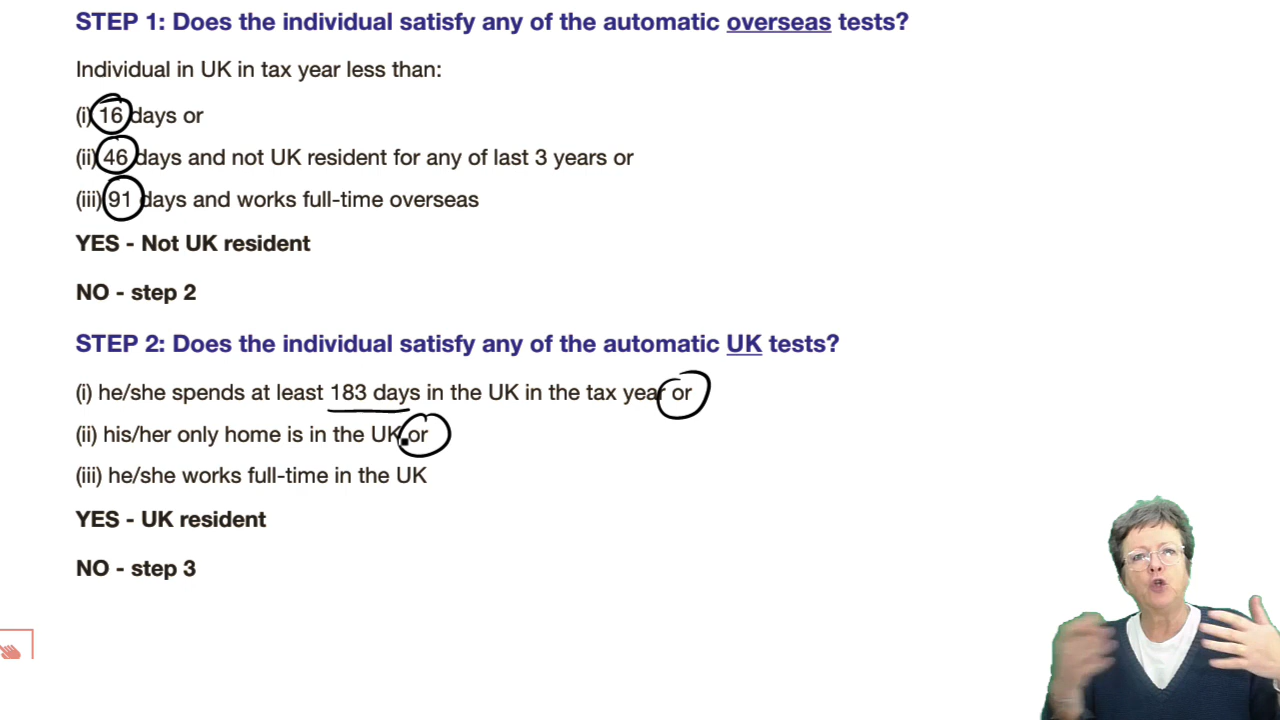 STEP 1: Does the individual satisfy any of the automatic overseas tests?
Individual in UK in tax year less than:
(i) 16 days or
(ii) 46 days and not UK resident for any of last 3 years or
(iii) 91 days and works full-time overseas
YES - Not UK resident
NO - step 2
STEP 2: Does the individual satisfy any of the automatic UK tests?
(i) he/she spends at least 183 days in the UK in the tax year or
(ii) his/her only home is in the UK or
(iii) he/she works full-time in the UK
YES - UK resident
NO - step 3